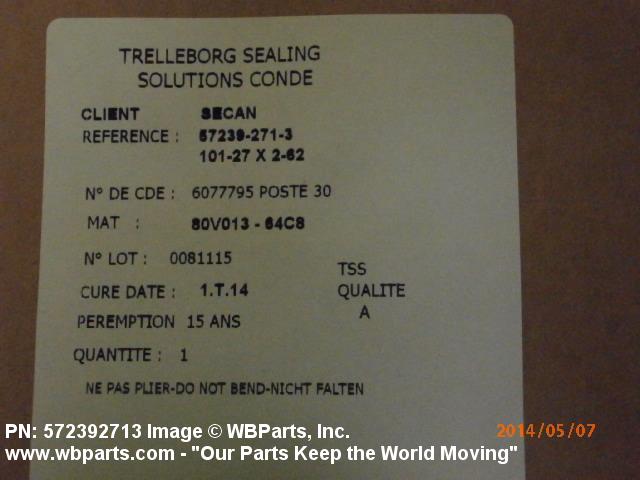 TRELLEBORG SEALING
SOLUTIONS CONDE
CLIENT SECAN
REFERENCE : 57239-271-3
101-27 X 2-62
N° DE CDE : 6077795 POSTE 30
MAT : 80V013 - 64C8
N° LOT : 0081115
CURE DATE : 1.T.14
PEREMPTION 15 ANS
TSS
QUALITE
A
QUANTITE : 1
NE PAS PLIER-DO NOT BEND-NICHT FALTEN
PN: 572392713 Image © WBParts, Inc.
2014/05/07
www.wbparts.com - "Our Parts Keep the World Moving"